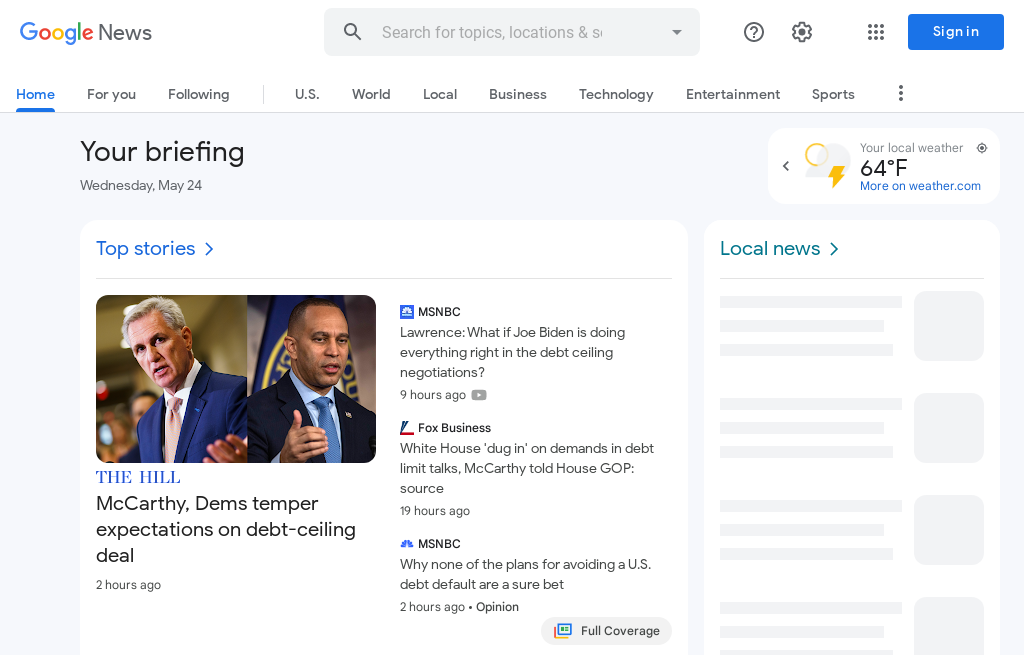 Google News
Search for topics, locations & s
Sign in
Home
For you
Following
U.S.
World
Local
Business
Technology
Entertainment
Sports
Your briefing
Wednesday, May 24
Your local weather
64°F
More on weather.com
Top stories
THE HILL
McCarthy, Dems temper
expectations on debt-ceiling
deal
2 hours ago
MSNBC
Lawrence: What if Joe Biden is doing
everything right in the debt ceiling
negotiations?
9 hours ago
Fox Business
White House 'dug in' on demands in debt
limit talks, McCarthy told House GOP:
source
19 hours ago
MSNBC
Why none of the plans for avoiding a U.S.
debt default are a sure bet
2 hours ago • Opinion
Full Coverage
Local news